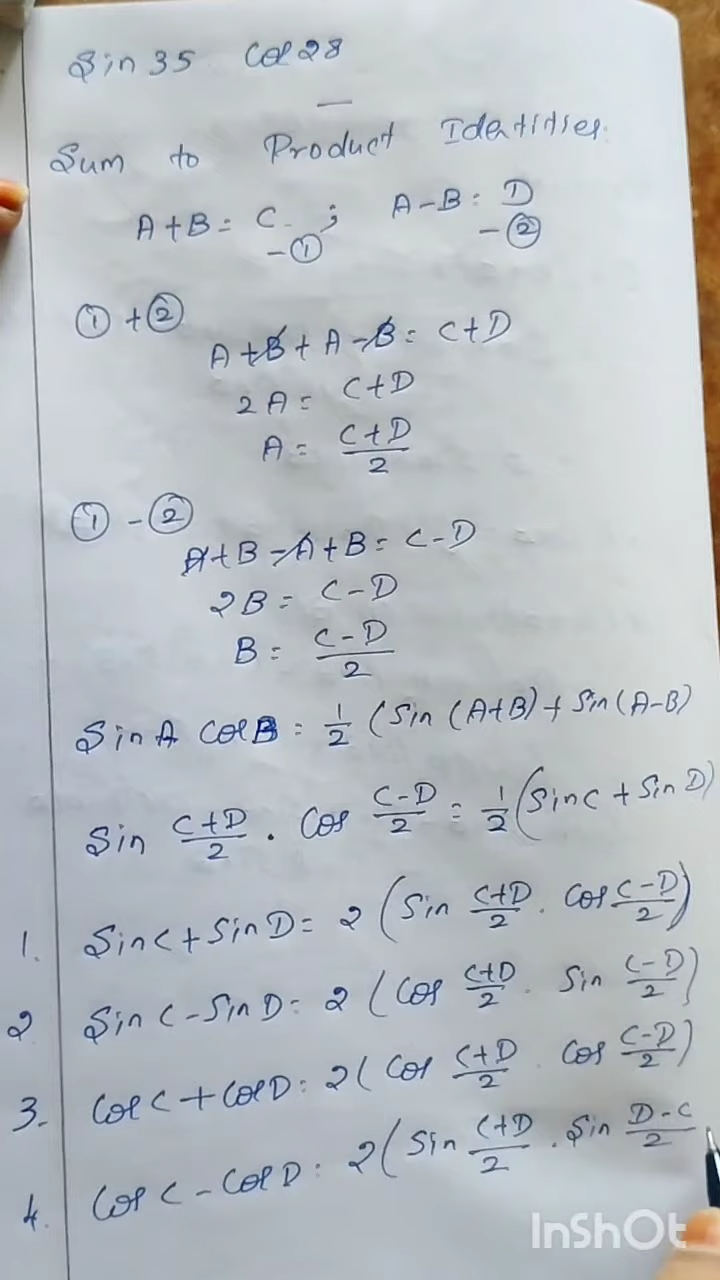 Sin 35 Cos 28
Sum to Product Identities.
A+B = C - ① ; A-B = D - ②
① + ②
A + B + A - B = C+D
2A = C+D
A = C+D/2
① - ②
A+B-A+B = C-D
2B = C-D
B = C-D/2
Sin A Cos B = 1/2 (Sin (A+B) + Sin (A-B)
Sin C+D/2 . Cos C-D/2 = 1/2 (Sin C + Sin D)
1. Sin C + Sin D = 2 (Sin C+D/2 . Cos C-D/2)
2 Sin C - Sin D = 2 (Cos C+D/2 . Sin C-D/2)
3. Cos C + Cos D = 2 ( Cos C+D/2 Cos C-D/2)
4. Cos C - Cos D = 2 (Sin C+D/2 . Sin D-C/2
InShOt